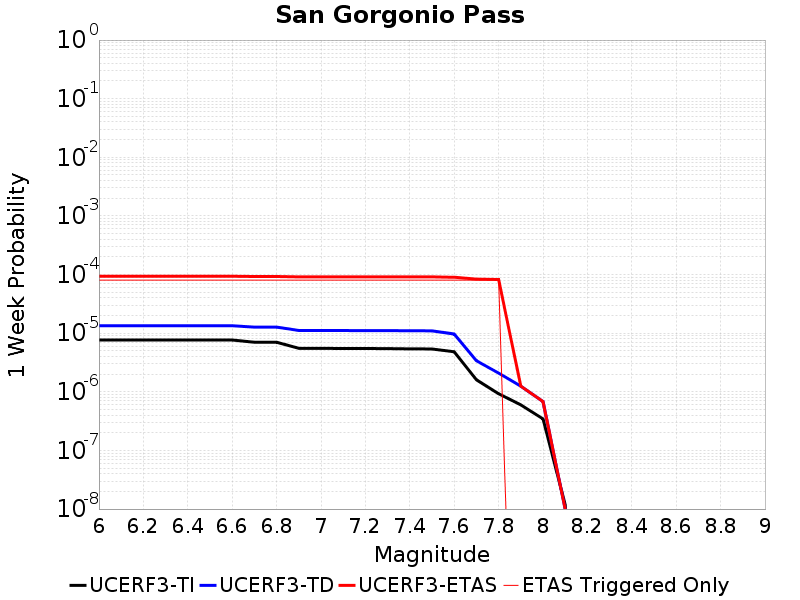 San Gorgonio Pass
1 Week Probability
10^0
10^-1
10^-2
10^-3
10^-4
10^-5
10^-6
10^-7
10^-8
6 6.2 6.4 6.6 6.8 7 7.2 7.4 7.6 7.8 8 8.2 8.4 8.6 8.8 9
Magnitude
UCERF3-TI UCERF3-TD UCERF3-ETAS ETAS Triggered Only